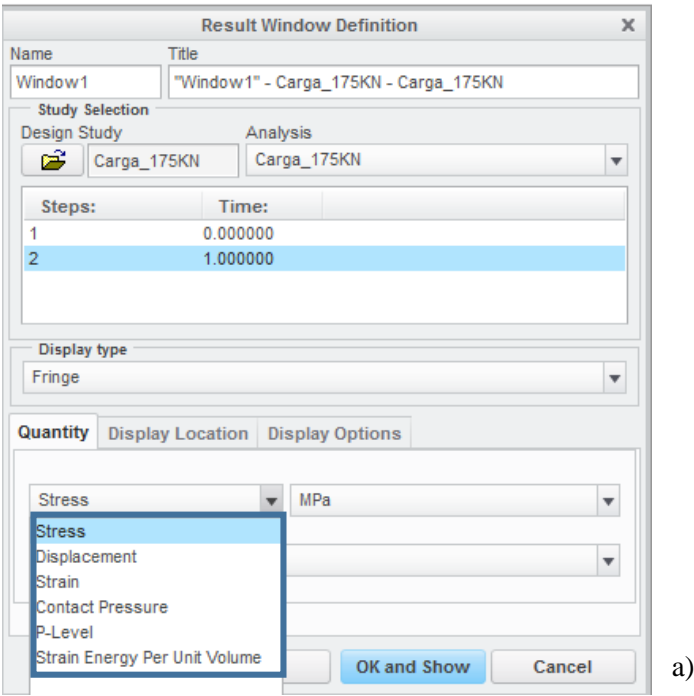 Result Window Definition X
Name Title
Window1 "Window1" - Carga_175KN - Carga_175KN
Study Selection
Design Study Analysis
Carga_175KN Carga_175KN
Steps: Time:
1 0.000000
2 1.000000
Display type
Fringe
Quantity Display Location Display Options
Stress MPa
Stress
Displacement
Strain
Contact Pressure
P-Level
Strain Energy Per Unit Volume
OK and Show Cancel a)